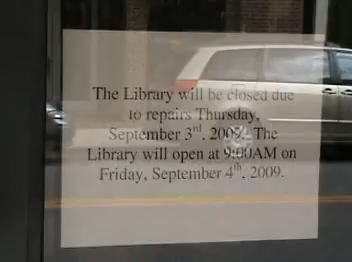 The Library will be closed due
to repairs Thursday,
September 3rd, 2009. The
Library will open at 9:00AM on
Friday, September 4th, 2009.